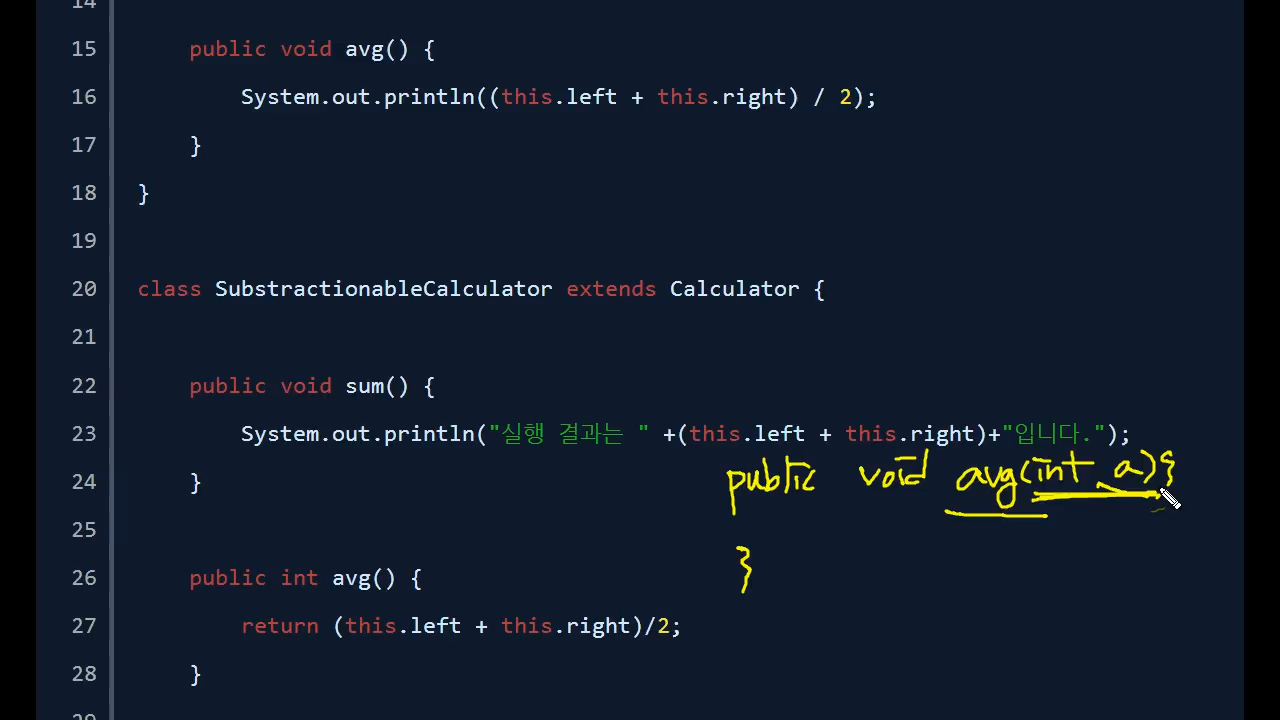 14
15 public void avg() {
16 System.out.println((this.left + this.right) / 2);
17 }
18 }
19
20 class SubstractionableCalculator extends Calculator {
21
22 public void sum() {
23 System.out.println("실행 결과는 " +(this.left + this.right)+"입니다.");
public void avg(int a){
24 }
25
}
26 public int avg() {
27 return (this.left + this.right)/2;
28 }
29